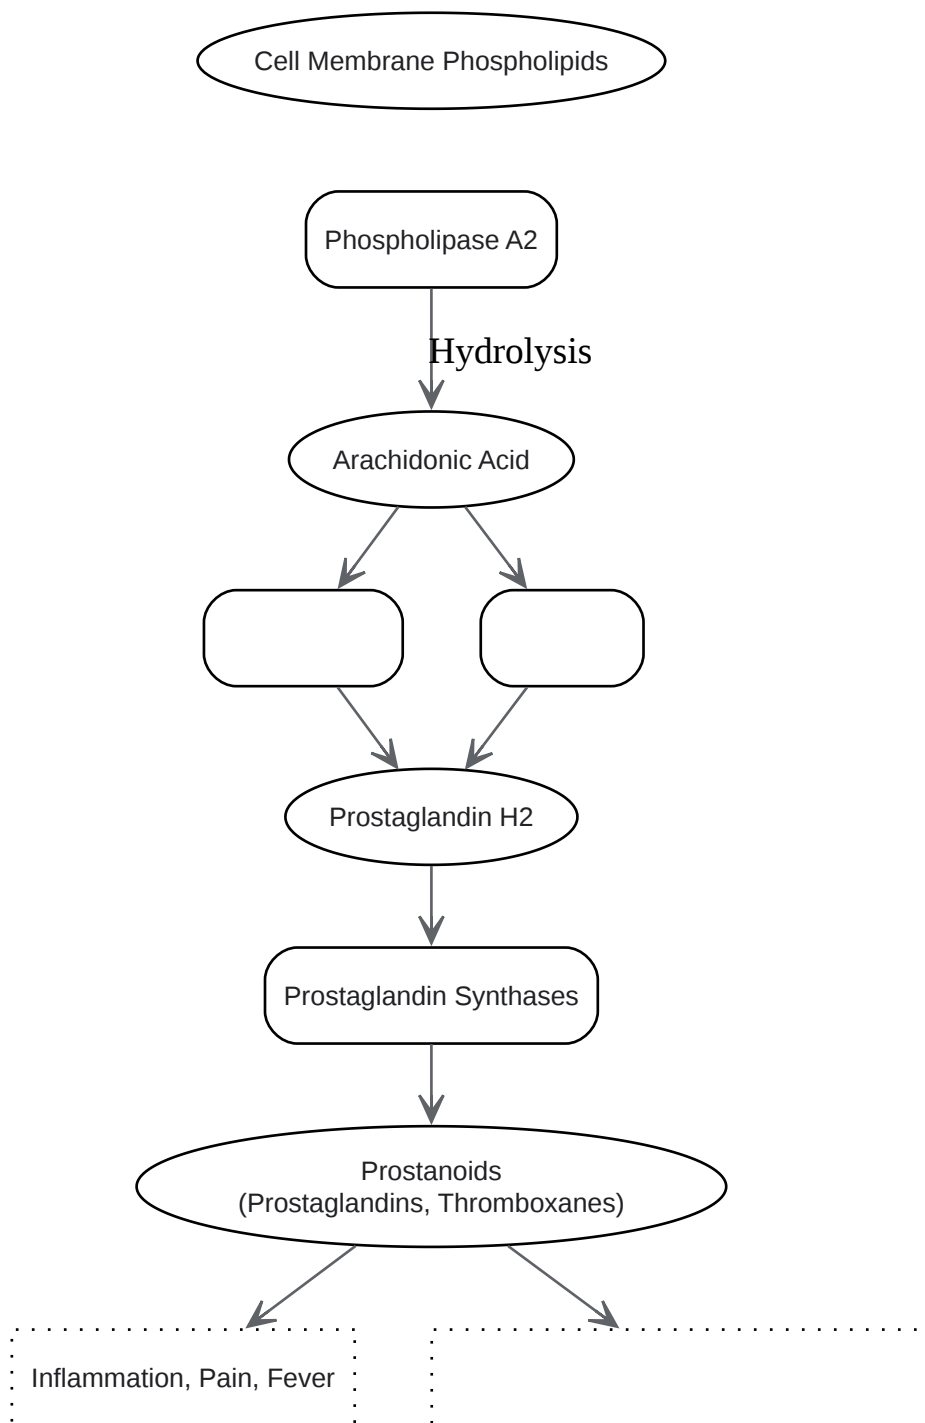 Cell Membrane Phospholipids
Phospholipase A2
Hydrolysis
Arachidonic Acid
Prostaglandin H2
Prostaglandin Synthases
Prostanoids
(Prostaglandins, Thromboxanes)
Inflammation, Pain, Fever